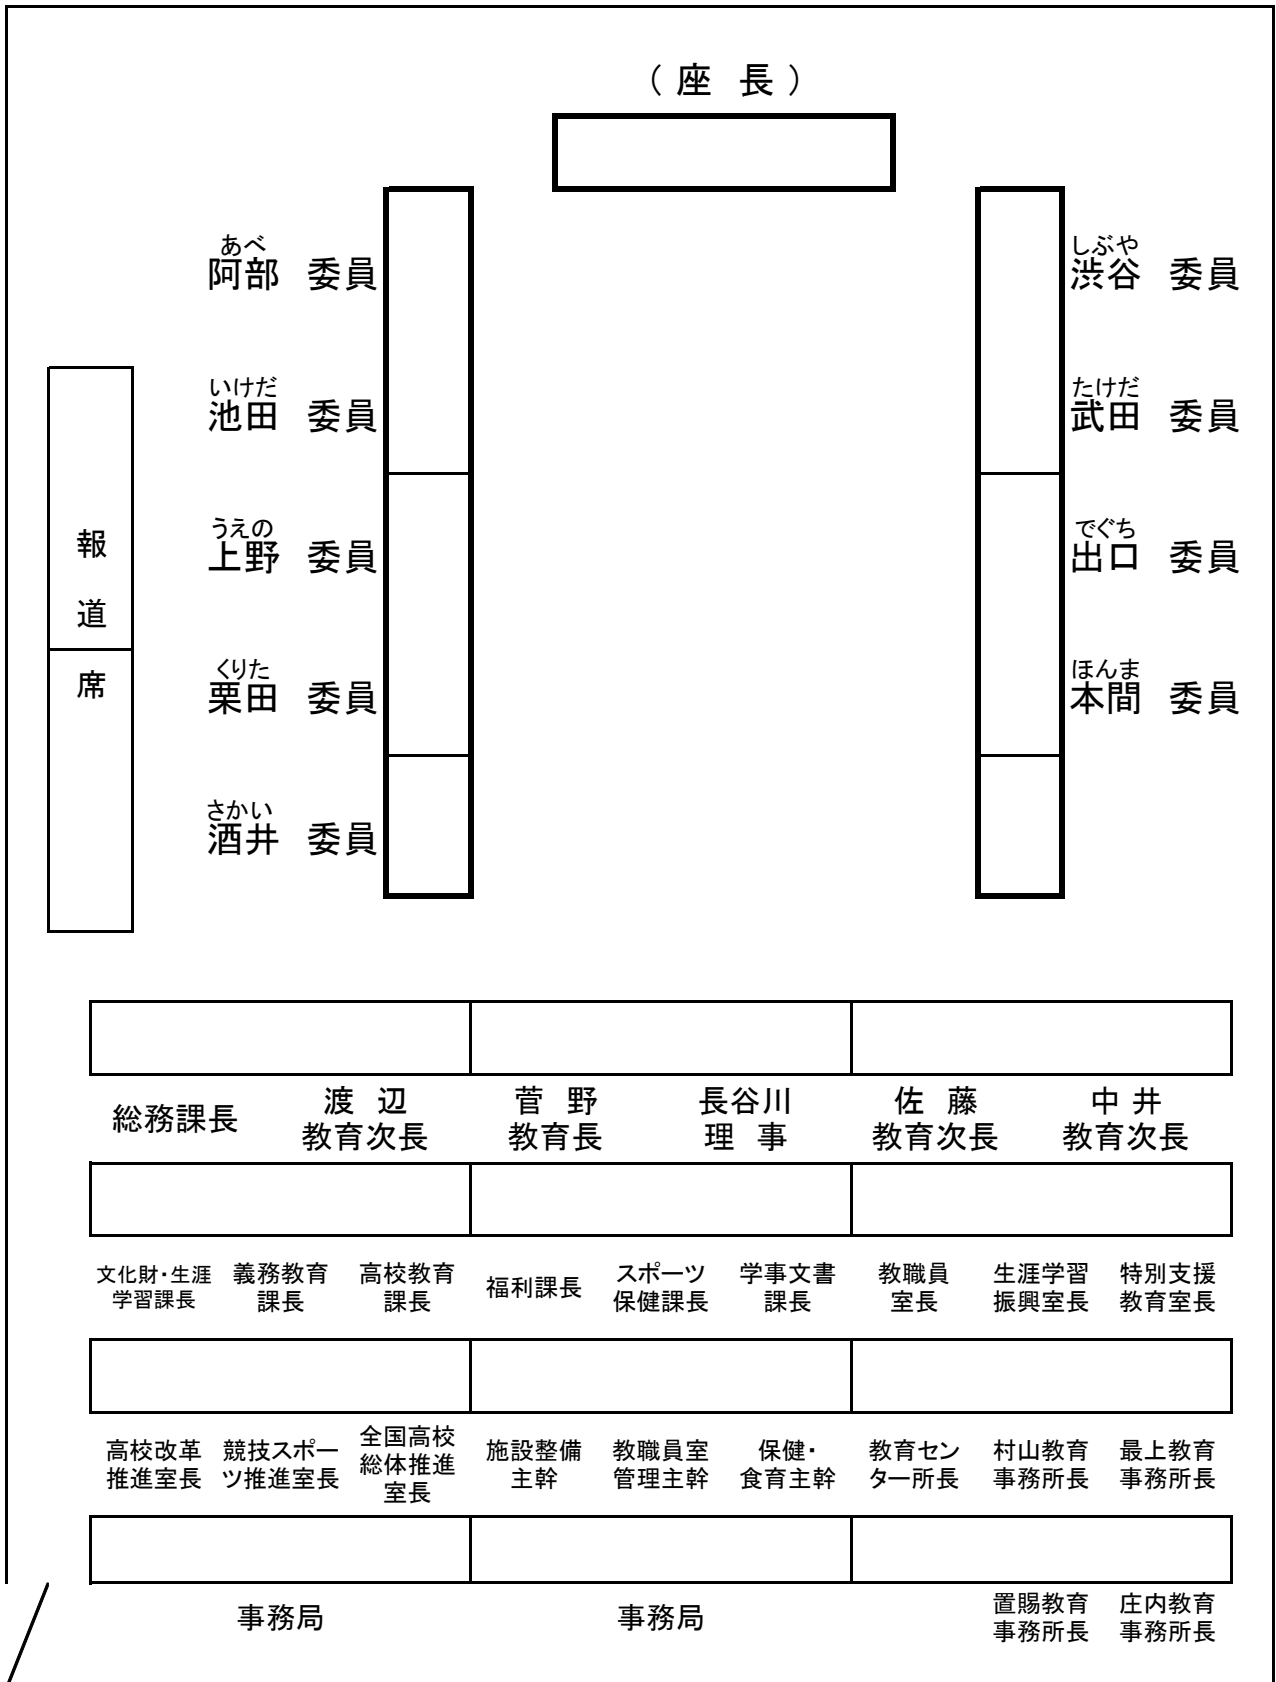 （座 長）
あべ
阿部 委員
しぶや
渋谷 委員
いけだ
池田 委員
たけだ
武田 委員
うえの
上野 委員
でぐち
出口 委員
くりた
栗田 委員
ほんま
本間 委員
さかい
酒井 委員
報
道
席
総務課長
渡 辺
教育次長
菅 野
教育長
長谷川
理 事
佐 藤
教育次長
中 井
教育次長
文化財・生涯
学習課長
義務教育
課長
高校教育
課長
福利課長
スポーツ
保健課長
学事文書
課長
教職員
室長
生涯学習
振興室長
特別支援
教育室長
高校改革
推進室長
競技スポー
ツ推進室長
全国高校
総体推進
室長
施設整備
主幹
教職員室
管理主幹
保健・
食育主幹
教育セン
ター所長
村山教育
事務所長
最上教育
事務所長
事務局
事務局
置賜教育
事務所長
庄内教育
事務所長